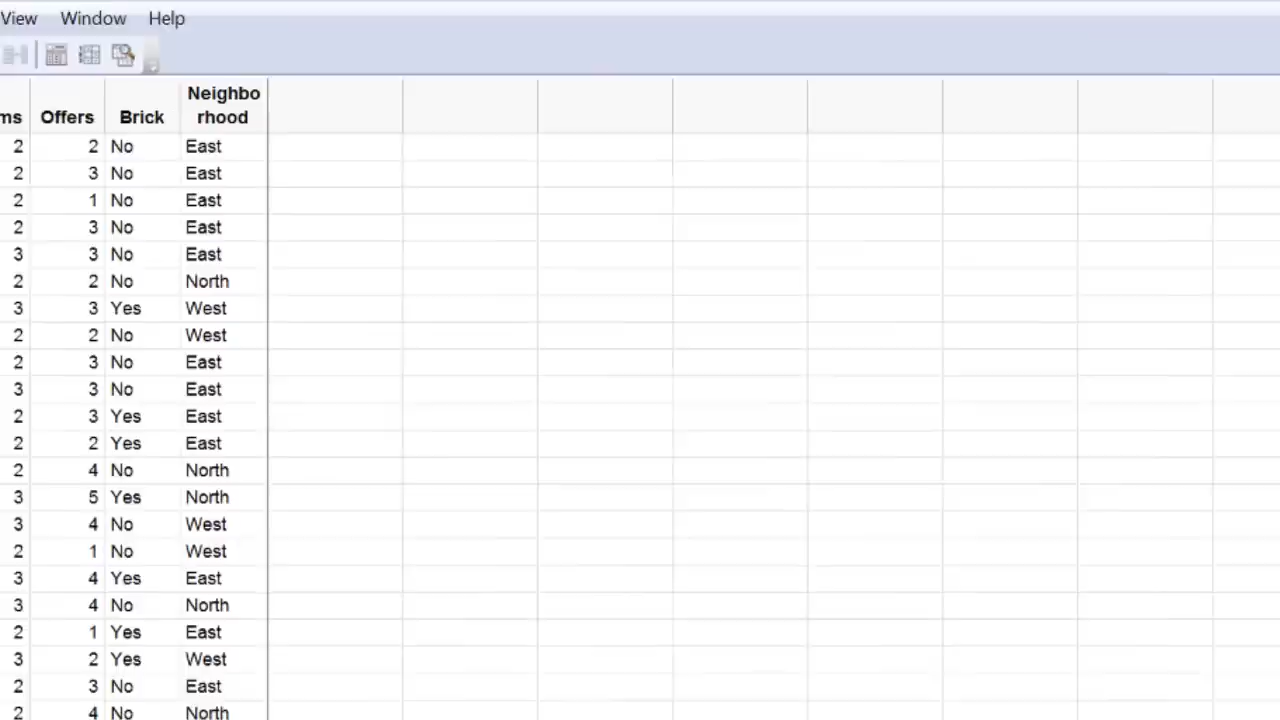 View Window Help
Neighbo
ms Offers Brick rhood
2 2 No East
2 3 No East
2 1 No East
2 3 No East
3 3 No East
2 2 No North
3 3 Yes West
2 2 No West
2 3 No East
3 3 No East
2 3 Yes East
2 2 Yes East
2 4 No North
3 5 Yes North
3 4 No West
2 1 No West
3 4 Yes East
3 4 No North
2 1 Yes East
3 2 Yes West
2 3 No East
2 4 No North